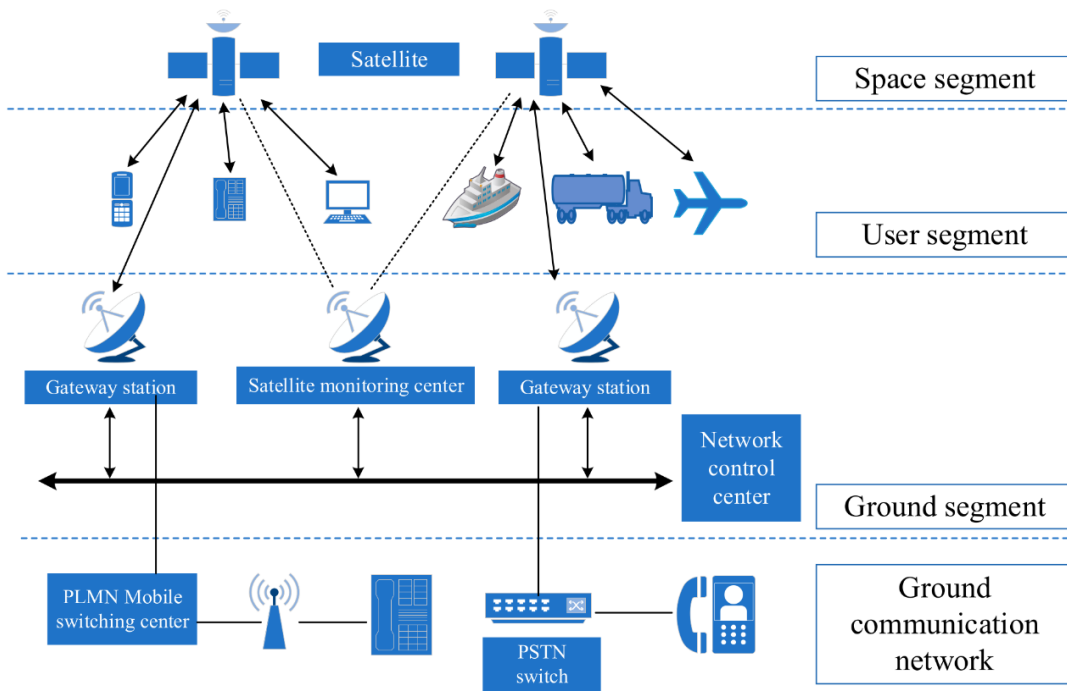 Satellite
Space segment
User segment
Gateway station
Satellite monitoring center
Gateway station
Network
control
center
Ground segment
PLMN Mobile
switching center
PSTN
switch
Ground
communication
network